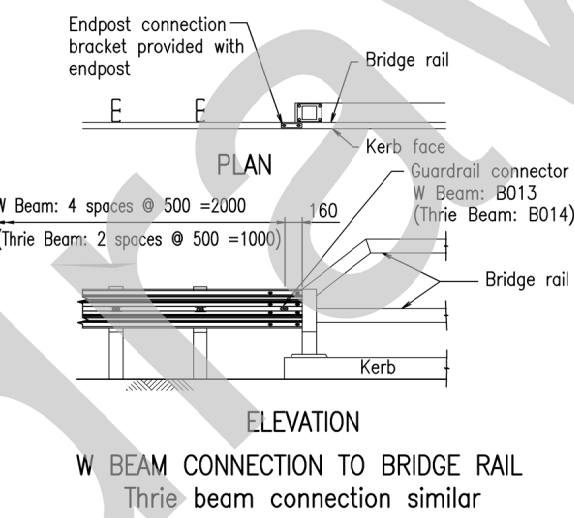 Endpost connection
bracket provided with
endpost
Bridge rail
Kerb face
PLAN
Guardrail connector
W Beam: B013
(Thrie Beam: B014)
W Beam: 4 spaces @ 500 =2000
160
(Thrie Beam: 2 spaces @ 500 =1000)
Bridge rail
Kerb
ELEVATION
W BEAM CONNECTION TO BRIDGE RAIL
Thrie beam connection similar